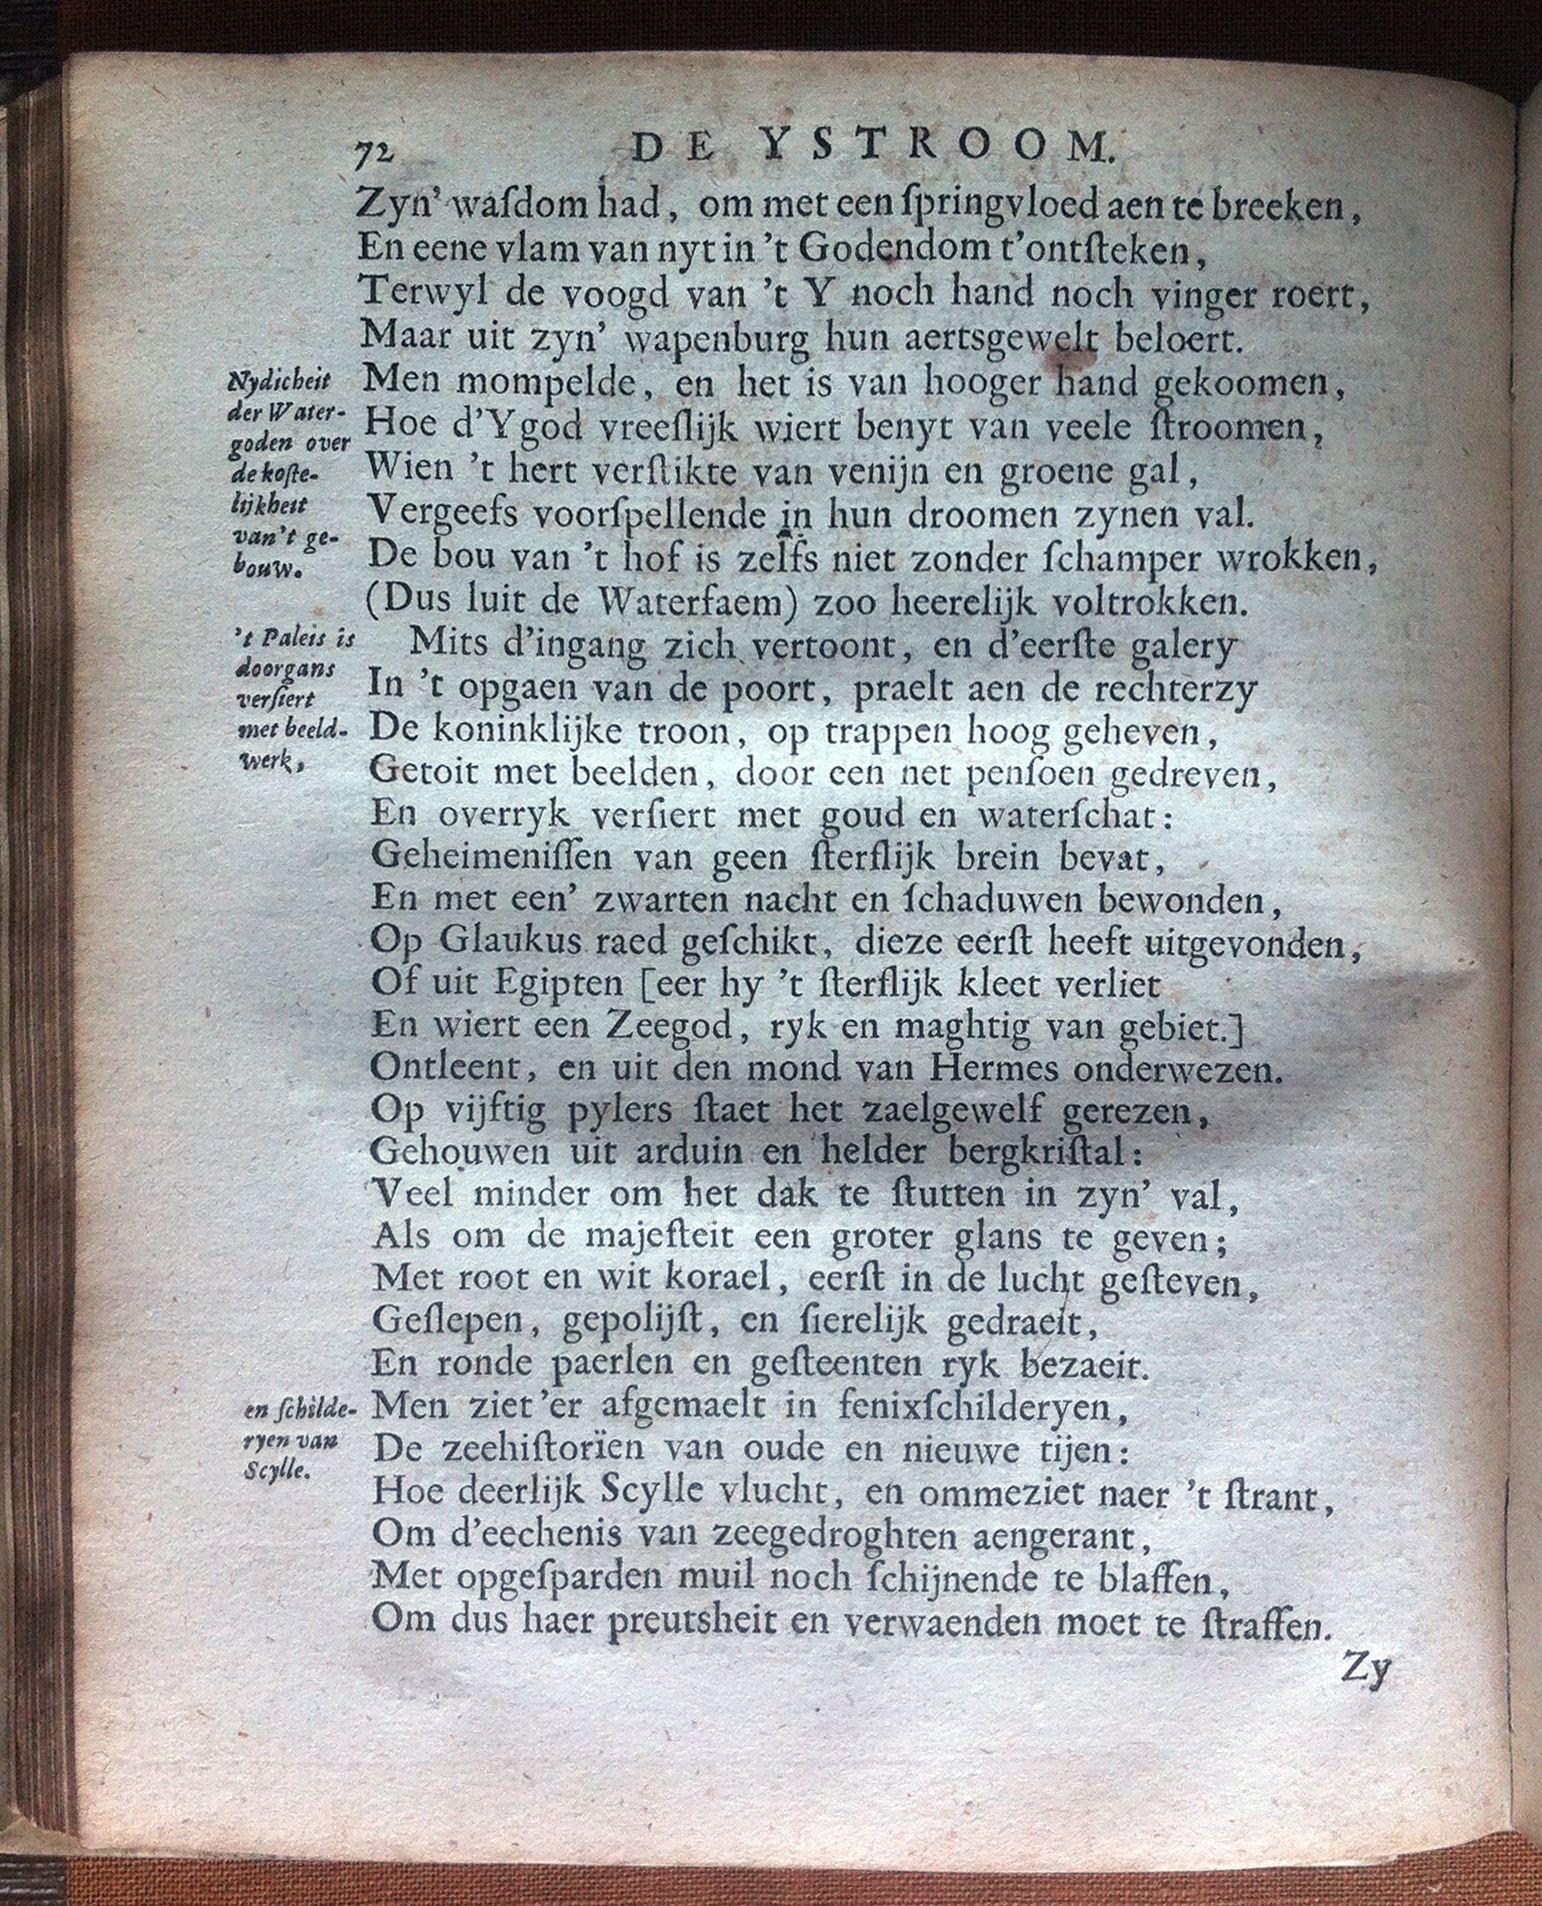 72 DE YSTROOM.
Zyn' waſdom had, om met een ſpringvloed aen te breeken,
En eene vlam van nyt in 't Godendom t'ontſteken,
Terwyl de voogd van 't Y noch hand noch vinger roert,
Maar uit zyn' wapenburg hun aertsgewelt beloert.
Nydicheit
der Water-
goden over
de koſte-
lijkheit
van't ge-
bouw.
Men mompelde, en het is van hooger hand gekoomen,
Hoe d'Ygod vreeſlijk wiert benyt van veele ſtroomen,
Wien 't hert verſtikte van venijn en groene gal,
Vergeefs voorſpellende in hun droomen zynen val.
De bou van 't hof is zelfs niet zonder ſchamper wrokken,
(Dus luit de Waterfaem) zoo heerelijk voltrokken.
't Paleis is
doorgans
verſiert
met beeld-
werk,
Mits d'ingang zich vertoont, en d'eerſte galery
In 't opgaen van de poort, praelt aen de rechterzy
De koninklijke troon, op trappen hoog geheven,
Getoit met beelden, door een net penſoen gedreven,
En overryk verſiert met goud en waterſchat:
Geheimeniſſen van geen ſterflijk brein bevat,
En met een' zwarten nacht en ſchaduwen bewonden,
Op Glaukus raed geſchikt, dieze eerſt heeft uitgevonden,
Of uit Egipten [eer hy 't ſterflijk kleet verliet
En wiert een Zeegod, ryk en maghtig van gebiet.]
Ontleent, en uit den mond van Hermes onderwezen.
Op vijftig pylers ſtaet het zaelgewelf gerezen,
Gehouwen uit arduin en helder bergkriſtal:
Veel minder om het dak te ſtutten in zyn' val,
Als om de majeſteit een groter glans te geven;
Met root en wit korael, eerſt in de lucht geſteven,
Geſlepen, gepolijſt, en ſierelijk gedraeit,
En ronde paerlen en geſteenten ryk bezaeit.
en ſchilde-
ryen van
Scylle.
Men ziet 'er afgemaelt in fenixſchilderyen,
De zeehiſtorïen van oude en nieuwe tijen:
Hoe deerlijk Scylle vlucht, en ommeziet naer 't ſtrant,
Om d'eechenis van zeegedroghten aengerant,
Met opgeſparden muil noch ſchijnende te blaffen,
Om dus haer preutsheit en verwaenden moet te ſtraffen.
Zy